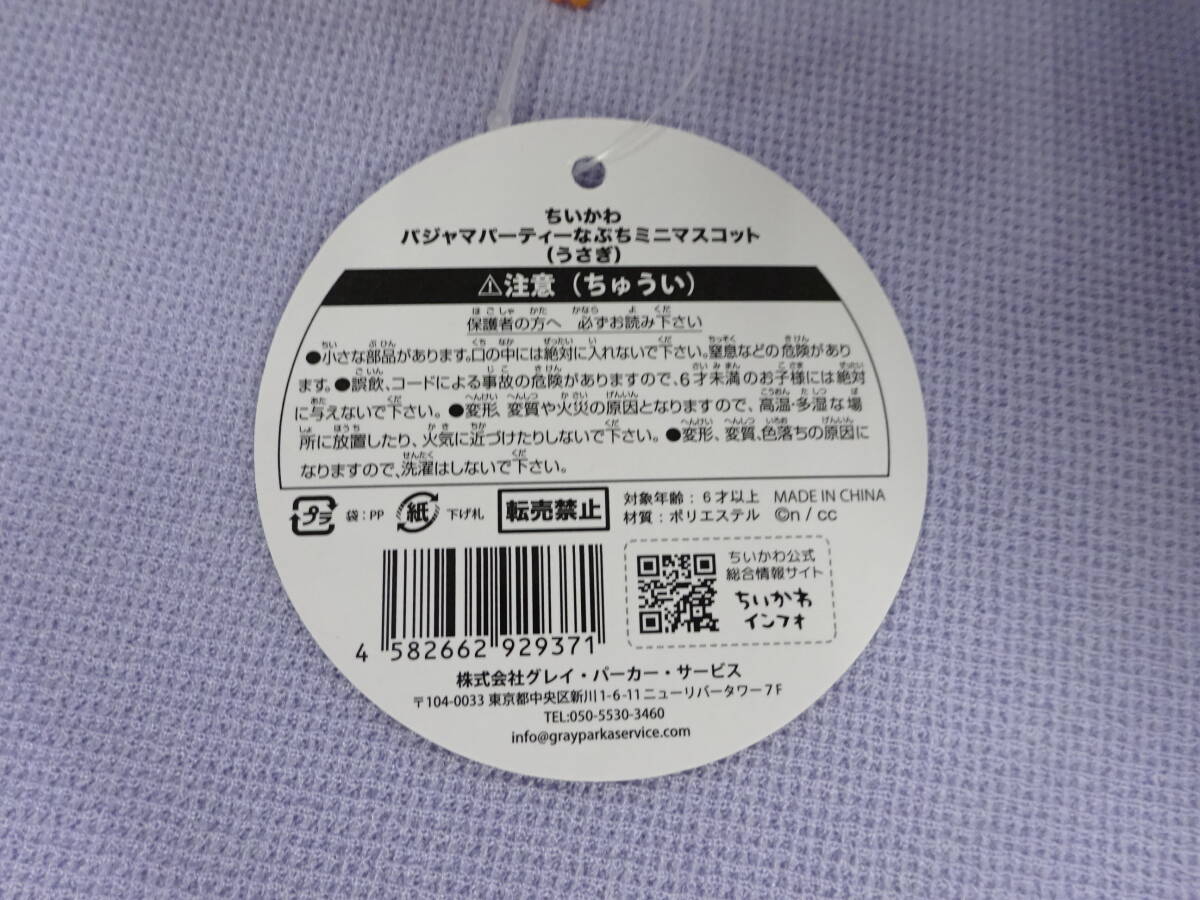 ちいかわ
パジャマパーティーなぷちミニマスコット
(うさぎ)
⚠注意（ちゅうい）
保護者の方へ 必ずお読み下さい
●小さな部品があります。口の中には絶対に入れないで下さい。窒息などの危険があり
ます。●誤飲、コードによる事故の危険がありますので、6才未満のお子様には絶対
に与えないで下さい。●変形、変質や火災の原因となりますので、高温・多湿な場
所に放置したり、火気に近づけたりしないで下さい。●変形、変質、色落ちの原因に
なりますので、洗濯はしないで下さい。
プラ 袋：PP 紙 下げ札 転売禁止
対象年齢：6才以上 MADE IN CHINA
材質：ポリエステル ©n / cc
4 582662 929371
ちいかわ公式
総合情報サイト
ちいかわ
インフォ
株式会社グレイ・パーカー・サービス
〒104-0033 東京都中央区新川1-6-11ニューリバータワー7F
TEL:050-5530-3460
info@grayparkaservice.com